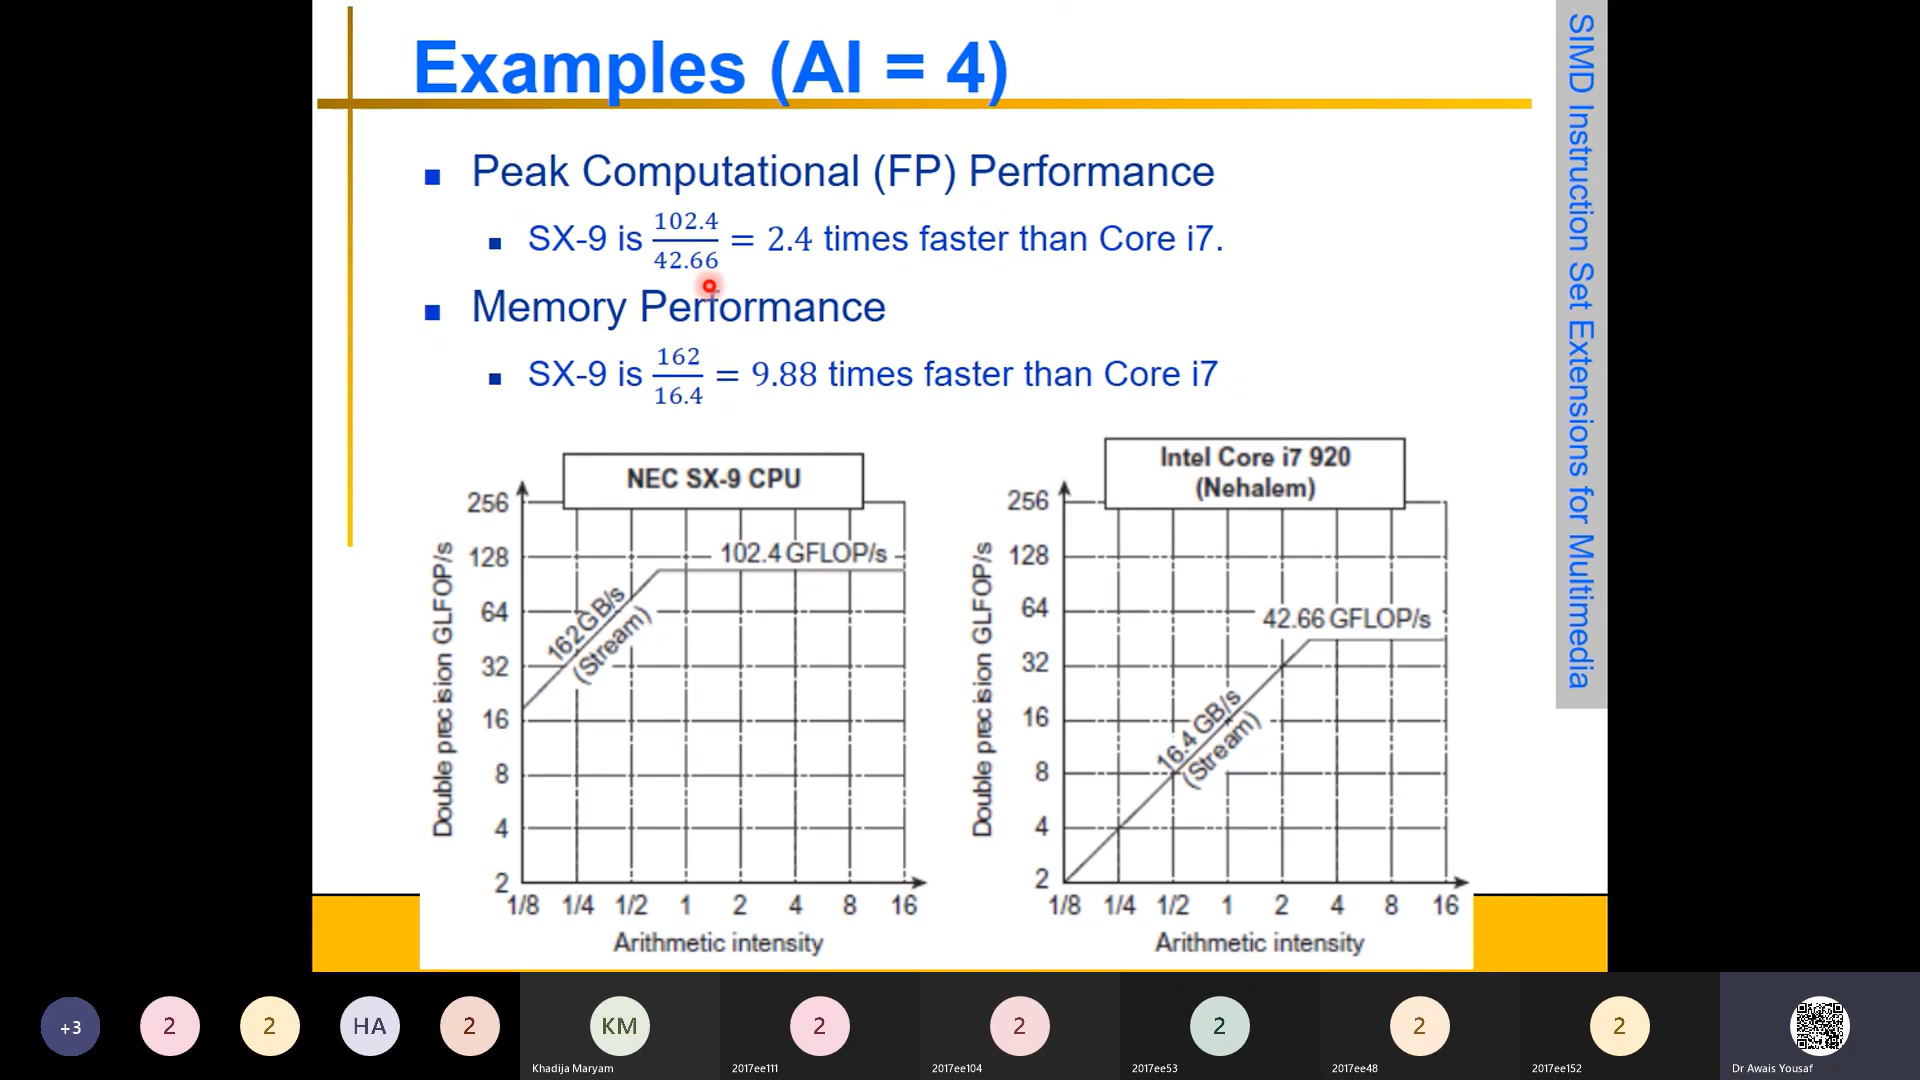 Examples (AI = 4)
SIMD Instruction Set Extensions for Multimedia
■ Peak Computational (FP) Performance
■ SX-9 is 102.4/42.66 = 2.4 times faster than Core i7.
■ Memory Performance
■ SX-9 is 162/16.4 = 9.88 times faster than Core i7
NEC SX-9 CPU
Double precision GLFOP/s
256
128
64
32
16
8
4
2
102.4 GFLOP/s
162 GB/s
(Stream)
1/8 1/4 1/2 1 2 4 8 16
Arithmetic intensity
Intel Core i7 920
(Nehalem)
Double precision GLFOP/s
256
128
64
32
16
8
4
2
42.66 GFLOP/s
16.4 GB/s
(Stream)
1/8 1/4 1/2 1 2 4 8 16
Arithmetic intensity
+3
2
2
HA
2
KM
Khadija Maryam
2
2017ee111
2
2017ee104
2
2017ee53
2
2017ee48
2
2017ee152
Dr Awais Yousaf